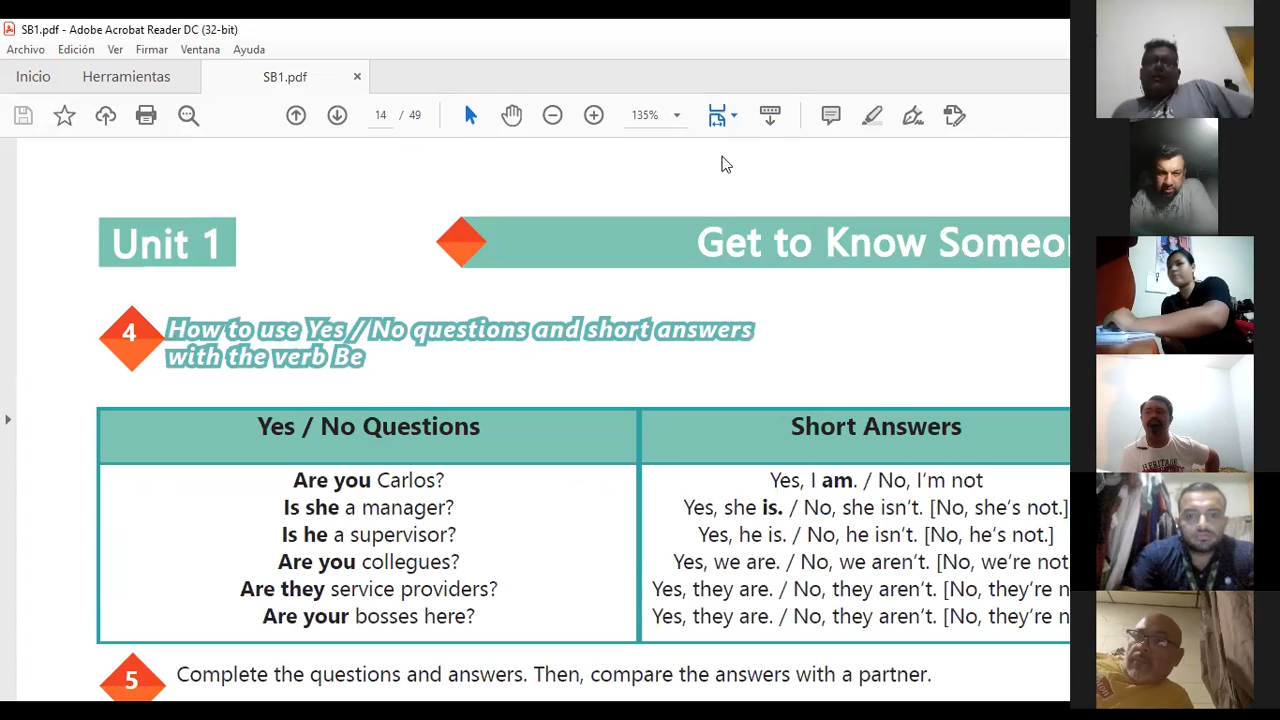 SB1.pdf - Adobe Acrobat Reader DC (32-bit)
Archivo Edición Ver Firmar Ventana Ayuda
Inicio Herramientas SB1.pdf ×
14 / 49 135%
Unit 1 Get to Know Someo
4 How to use Yes / No questions and short answers
with the verb Be
Yes / No Questions Short Answers
Are you Carlos? Yes, I am. / No, I'm not
Is she a manager? Yes, she is. / No, she isn't. [No, she's not.]
Is he a supervisor? Yes, he is. / No, he isn't. [No, he's not.]
Are you collegues? Yes, we are. / No, we aren't. [No, we're not
Are they service providers? Yes, they are. / No, they aren't. [No, they're n
Are your bosses here? Yes, they are. / No, they aren't. [No, they're n
5 Complete the questions and answers. Then, compare the answers with a partner.